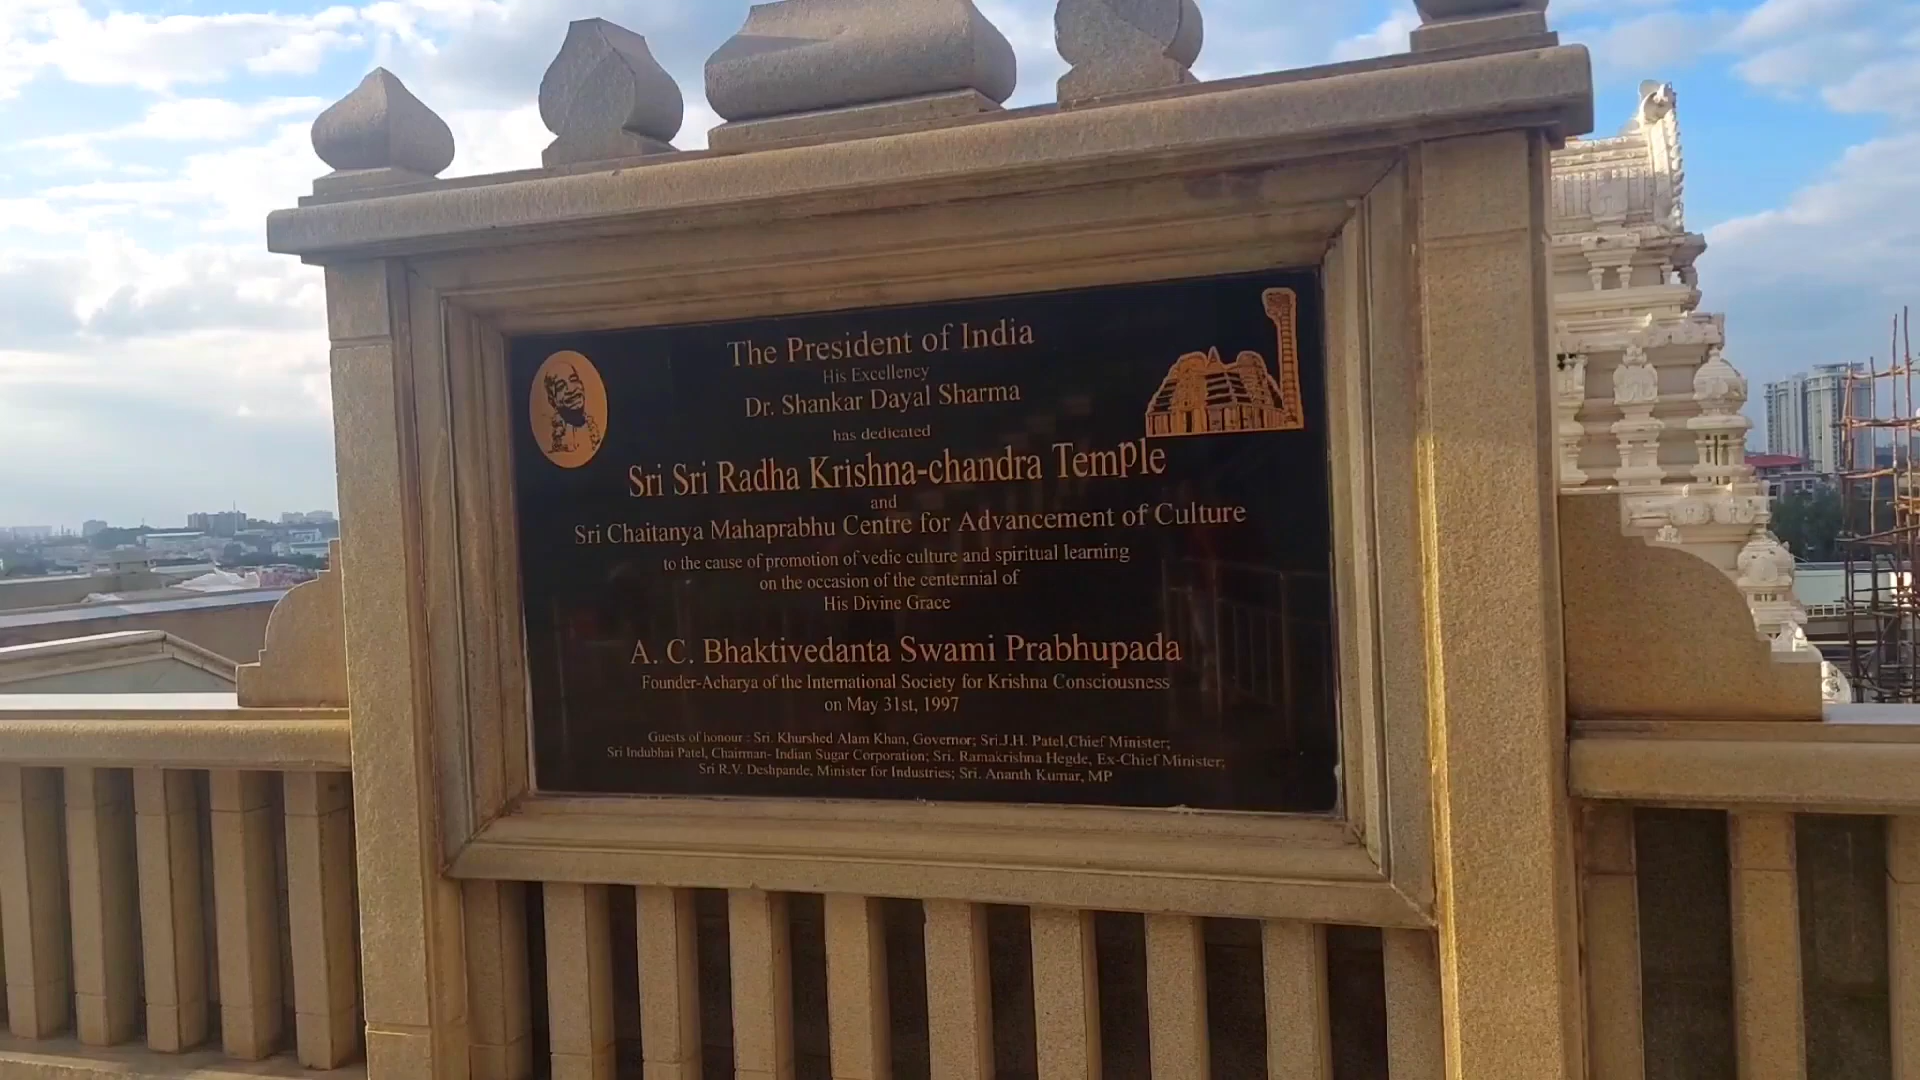 The President of India
His Excellency
Dr. Shankar Dayal Sharma
has dedicated
Sri Sri Radha Krishna-chandra Temple
and
Sri Chaitanya Mahaprabhu Centre for Advancement of Culture
to the cause of promotion of vedic culture and spiritual learning
on the occasion of the centennial of
His Divine Grace
A. C. Bhaktivedanta Swami Prabhupada
Founder-Acharya of the International Society for Krishna Consciousness
on May 31st, 1997
Guests of honour : Sri. Khurshed Alam Khan, Governor; Sri.J.H. Patel,Chief Minister;
Sri Indubhai Patel, Chairman- Indian Sugar Corporation; Sri. Ramakrishna Hegde, Ex-Chief Minister;
Sri R.V. Deshpande, Minister for Industries; Sri. Ananth Kumar, MP